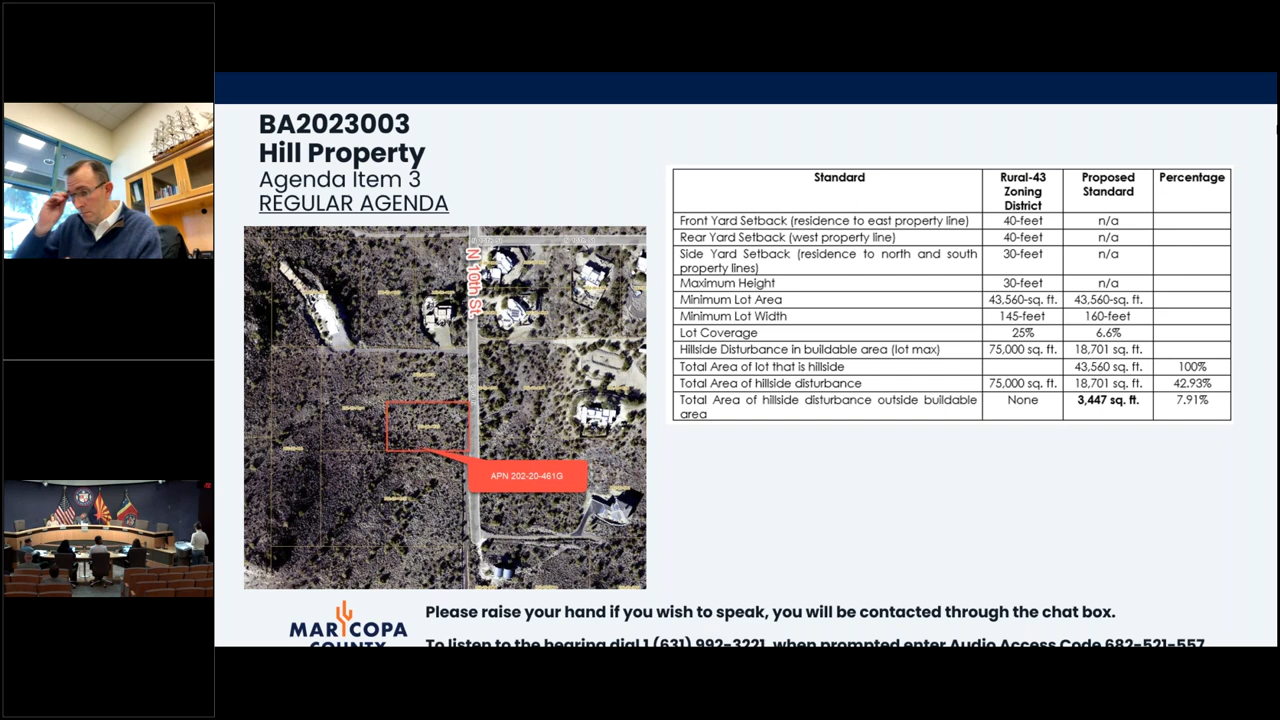 BA2023003
Hill Property
Agenda Item 3
REGULAR AGENDA
N 10th St.
APN 202-20-461G
Standard Rural-43 Zoning District Proposed Standard Percentage
Front Yard Setback (residence to east property line) 40-feet n/a
Rear Yard Setback (west property line) 40-feet n/a
Side Yard Setback (residence to north and south property lines) 30-feet n/a
Maximum Height 30-feet n/a
Minimum Lot Area 43,560-sq. ft. 43,560-sq. ft.
Minimum Lot Width 145-feet 160-feet
Lot Coverage 25% 6.6%
Hillside Disturbance in buildable area (lot max) 75,000 sq. ft. 18,701 sq. ft.
Total Area of lot that is hillside 43,560 sq. ft. 100%
Total Area of hillside disturbance 75,000 sq. ft. 18,701 sq. ft. 42.93%
Total Area of hillside disturbance outside buildable area None 3,447 sq. ft. 7.91%
MARICOPA
COUNTY
Please raise your hand if you wish to speak, you will be contacted through the chat box.
To listen to the hearing dial 1 (631) 992-3221, when prompted enter Audio Access Code 682-521-557